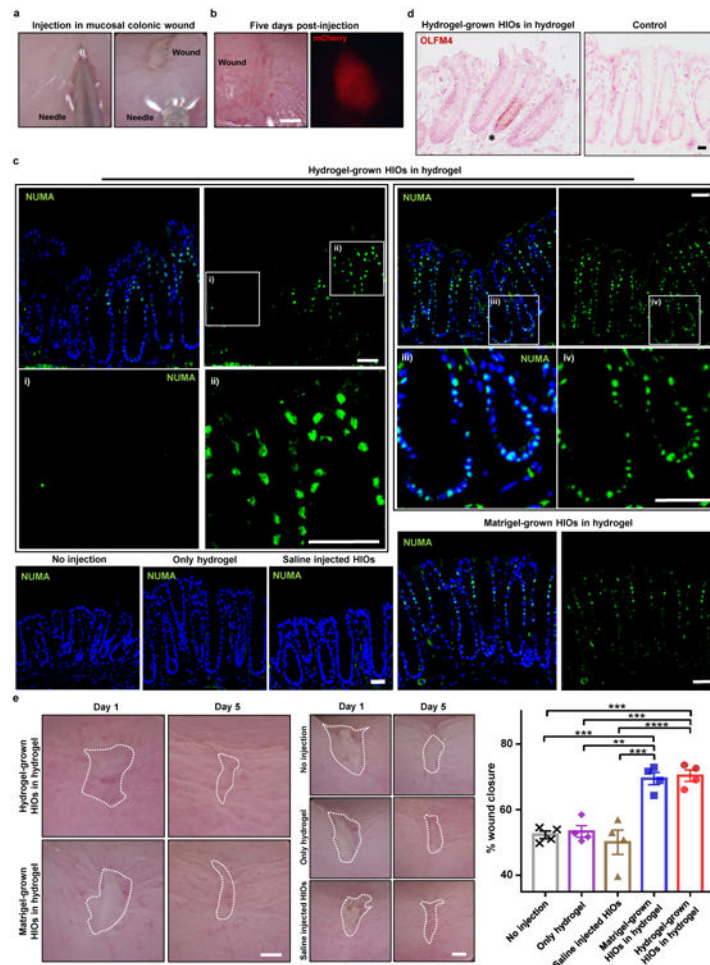 a
Injection in mucosal colonic wound
Needle
Wound
Needle
b
Five days post-injection
Wound
mCherry
d
Hydrogel-grown HIOs in hydrogel
Control
OLFM4
*
c
Hydrogel-grown HIOs in hydrogel
NUMA
i)
ii)
i)
NUMA
ii)
NUMA
iii)
iv)
iii)
NUMA
iv)
No injection
Only hydrogel
Saline injected HIOs
NUMA
NUMA
NUMA
Matrigel-grown HIOs in hydrogel
NUMA
e
Day 1
Day 5
Hydrogel-grown
HIOs in hydrogel
Matrigel-grown
HIOs in hydrogel
Day 1
Day 5
No injection
Only hydrogel
Saline injected HIOs
***
***
****
***
**
***
% wound closure
80
60
40
No injection
Only hydrogel
Saline injected HIOs
Matrigel-grown
HIOs in hydrogel
Hydrogel-grown
HIOs in hydrogel